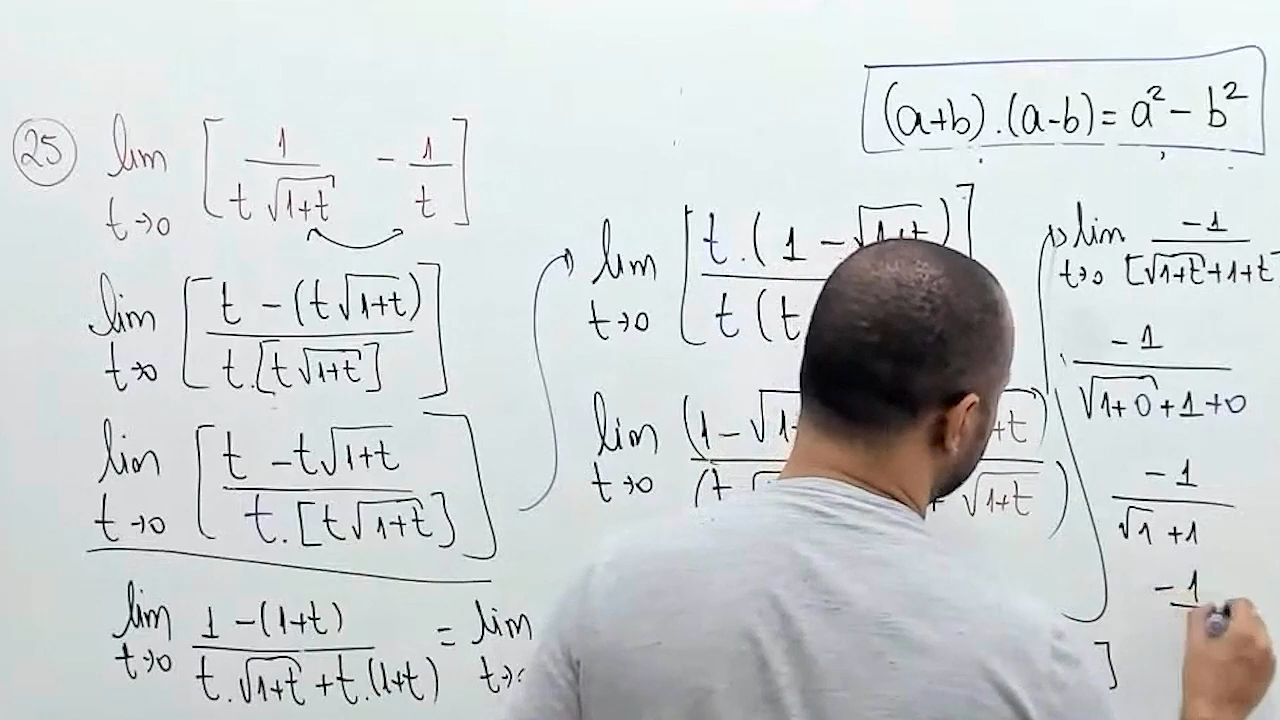 (a+b).(a-b) = a² - b²
25 lim t→0 [ 1/(t √(1+t)) - 1/t ]
lim t→0 [ (t - (t√(1+t))) / (t.[t√(1+t)]) ]
lim t→0 [ (t - t√(1+t)) / (t.[t√(1+t)]) ]
lim t→0 (1 - (1+t)) / (t.√(1+t) + t.(1+t)) = lim
lim t→0 [ t.(1 - √(1+t)) / t (t ]
lim t→0 (1 - √1 +t) / (t √(1+t) )
]
lim t→0 -1 / [√(1+t) + 1+t
-1 / (√(1+0) + 1 + 0)
-1 / (√1 + 1)
-1